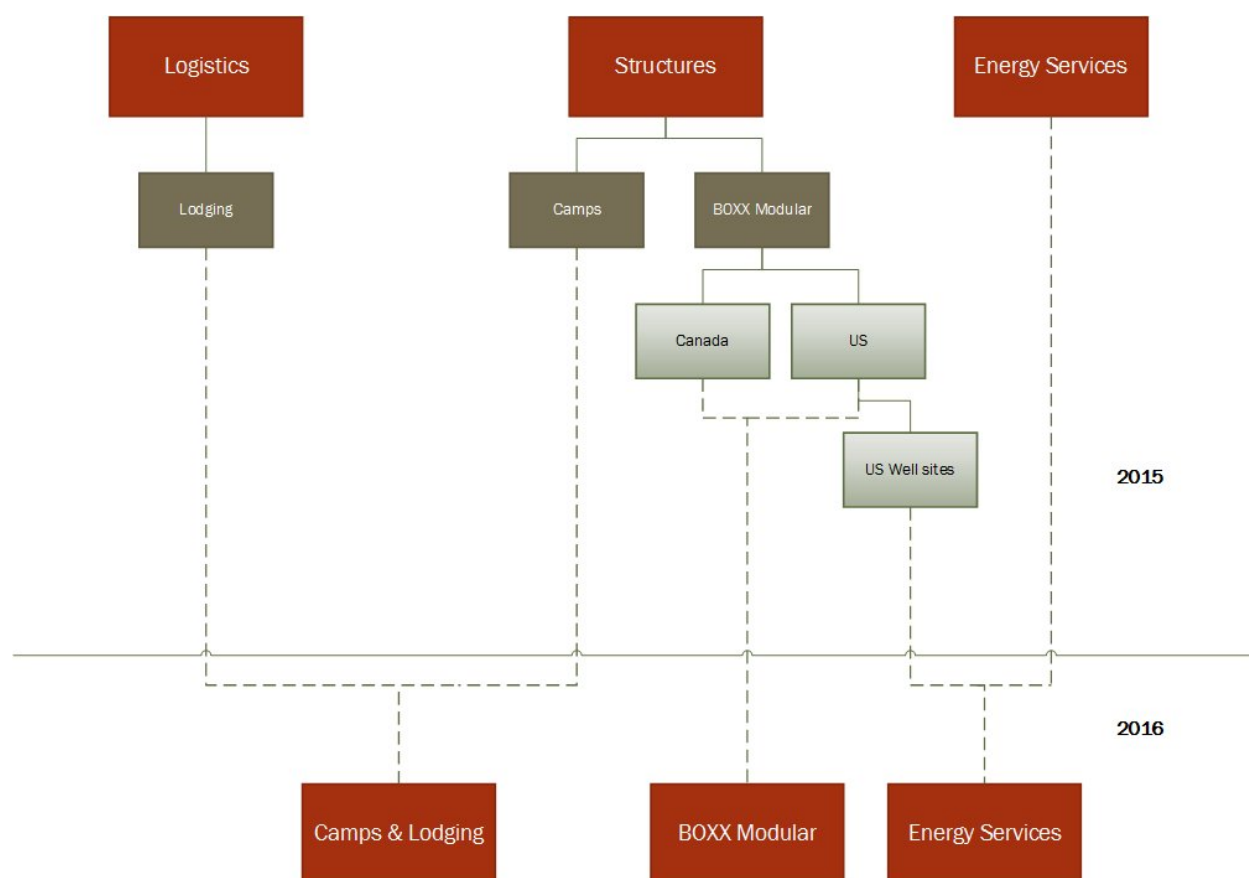 Logistics
Structures
Energy Services
Lodging
Camps
BOXX Modular
Canada
US
US Well sites
2015
2016
Camps & Lodging
BOXX Modular
Energy Services